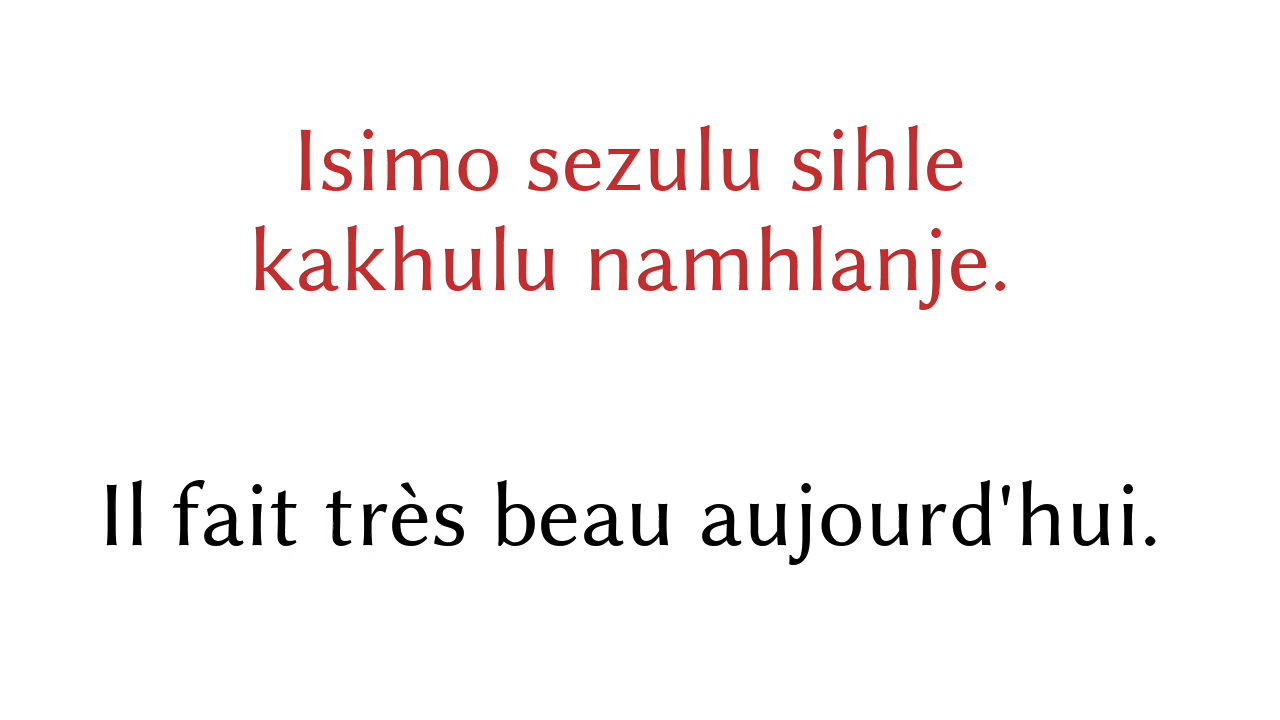 Isimo sezulu sihle
kakhulu namhlanje.
Il fait très beau aujourd'hui.